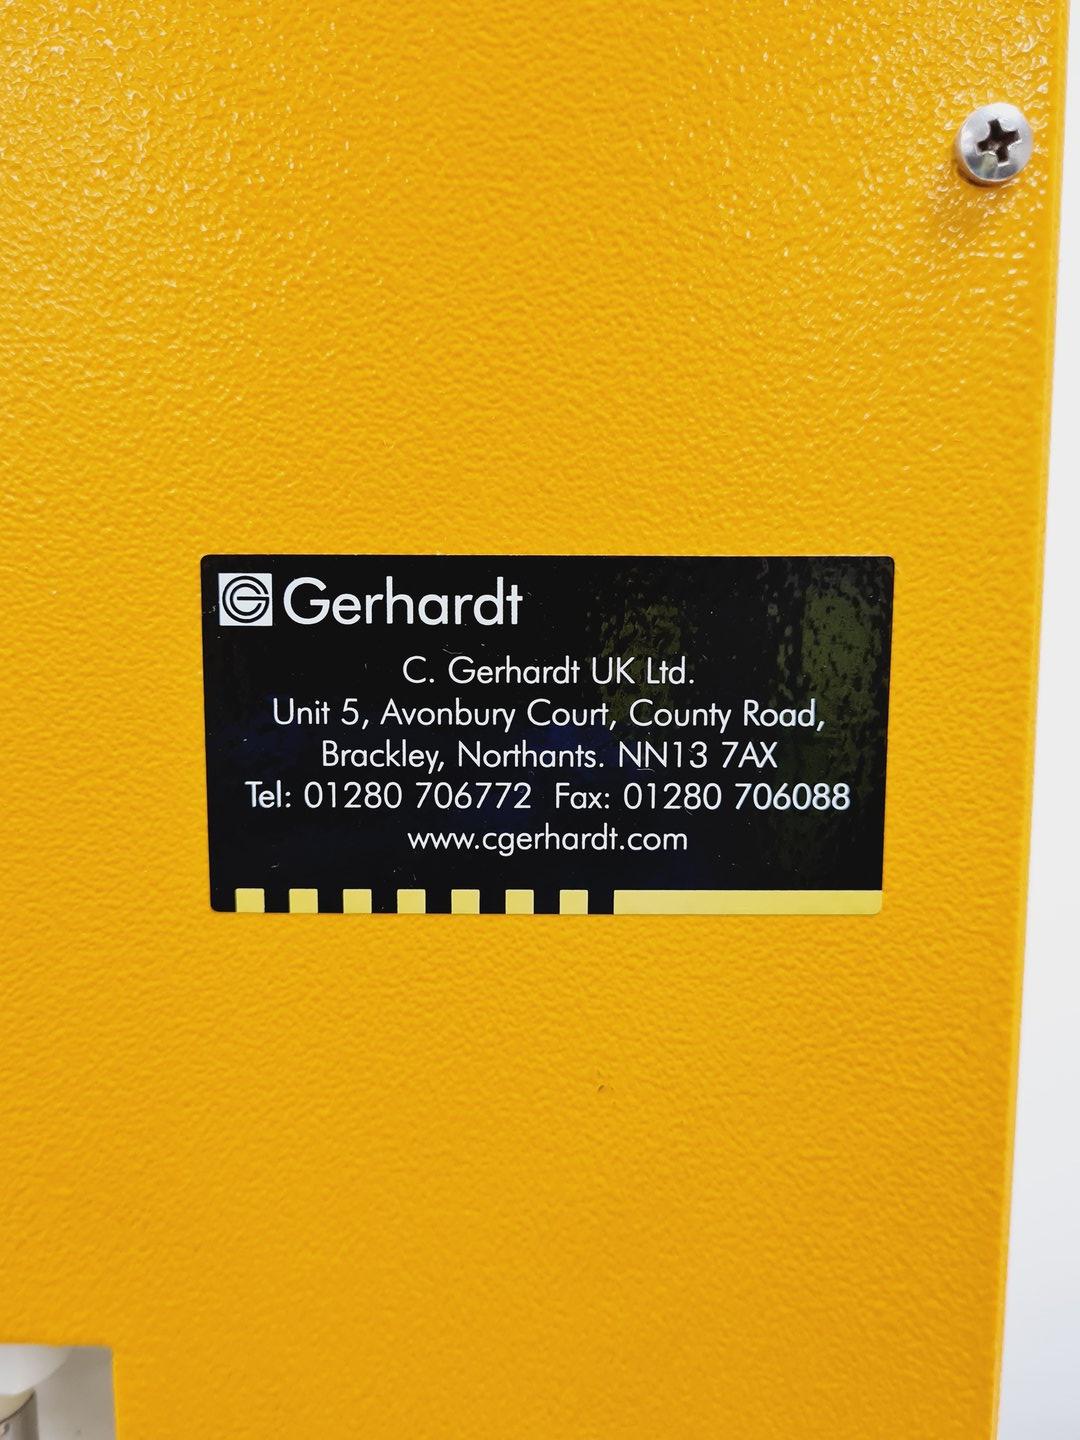 Gerhardt
C. Gerhardt UK Ltd.
Unit 5, Avonbury Court, County Road,
Brackley, Northants. NN13 7AX
Tel: 01280 706772 Fax: 01280 706088
www.cgerhardt.com